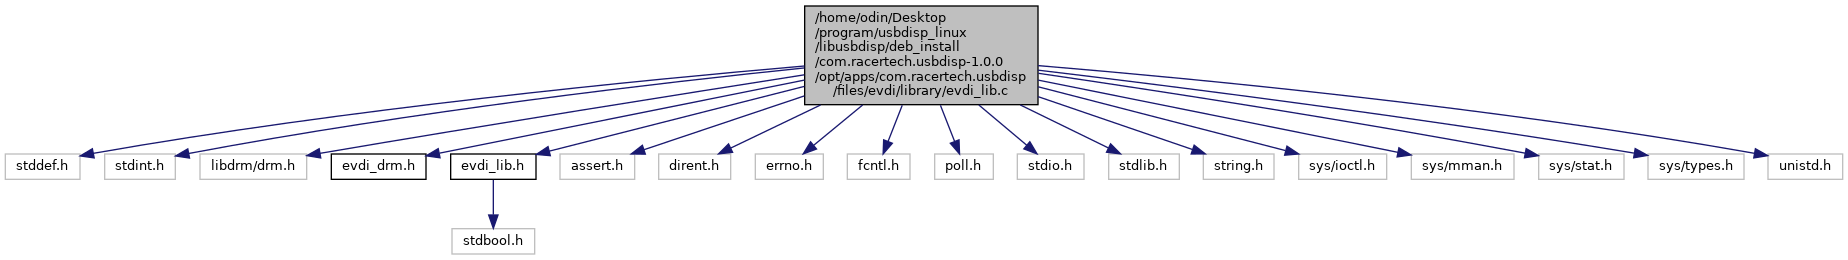 /home/odin/Desktop
/program/usbdisp_linux
/libusbdisp/deb_install
/com.racertech.usbdisp-1.0.0
/opt/apps/com.racertech.usbdisp
/files/evdi/library/evdi_lib.c
stddef.h
stdint.h
libdrm/drm.h
evdi_drm.h
evdi_lib.h
assert.h
dirent.h
errno.h
fcntl.h
poll.h
stdio.h
stdlib.h
string.h
sys/ioctl.h
sys/mman.h
sys/stat.h
sys/types.h
unistd.h
stdbool.h